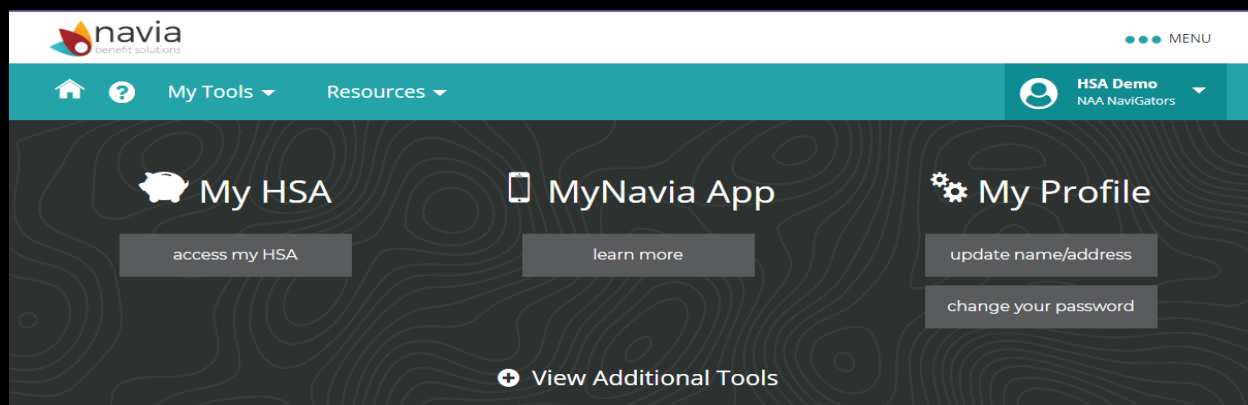 navia
benefit solutions
MENU
My Tools
Resources
HSA Demo
NAA NaviGators
My HSA
access my HSA
MyNavia App
learn more
My Profile
update name/address
change your password
View Additional Tools